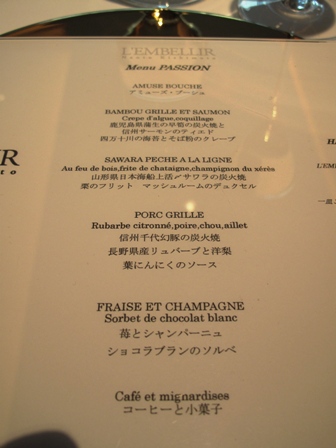 L'EMBELLIR
Menu PASSION
AMUSE BOUCHE
アミューズ・ブーシュ
BAMBOU GRILLE ET SAUMON
Crepe d'algue,coquillage
鹿児島県蒲生の早筍の炭火焼と
信州サーモンのティエド
四万十川の海苔とそば粉のクレープ
SAWARA PECHE A LA LIGNE
Au feu de bois,frite de chataigne,champignon du xérès
山形県日本海船上活〆サワラの炭火焼
栗のフリット マッシュルームのデュクセル
PORC GRILLE
Rubarbe citronné,poire,chou,aillet
信州千代幻豚の炭火焼
長野県産リュバーブと洋梨
葉にんにくのソース
FRAISE ET CHAMPAGNE
Sorbet de chocolat blanc
苺とシャンパーニュ
ショコラブランのソルベ
Café et mignardises
コーヒーと小菓子